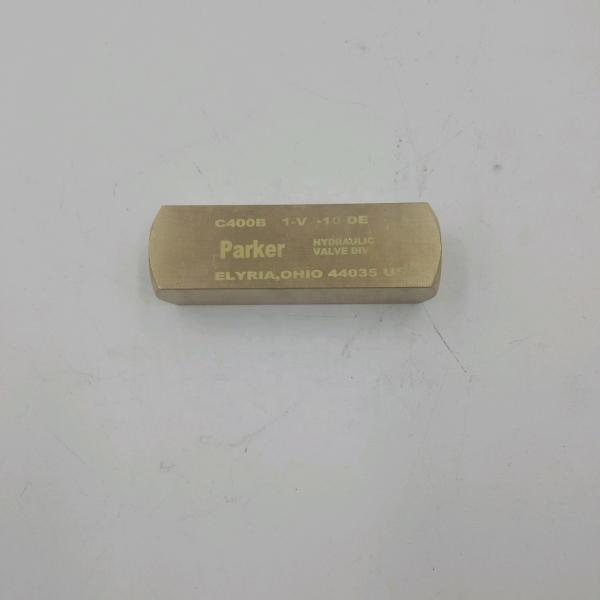 C400B 1-V -10 DE
Parker HYDRAULIC
VALVE DIV
ELYRIA,OHIO 44035 US